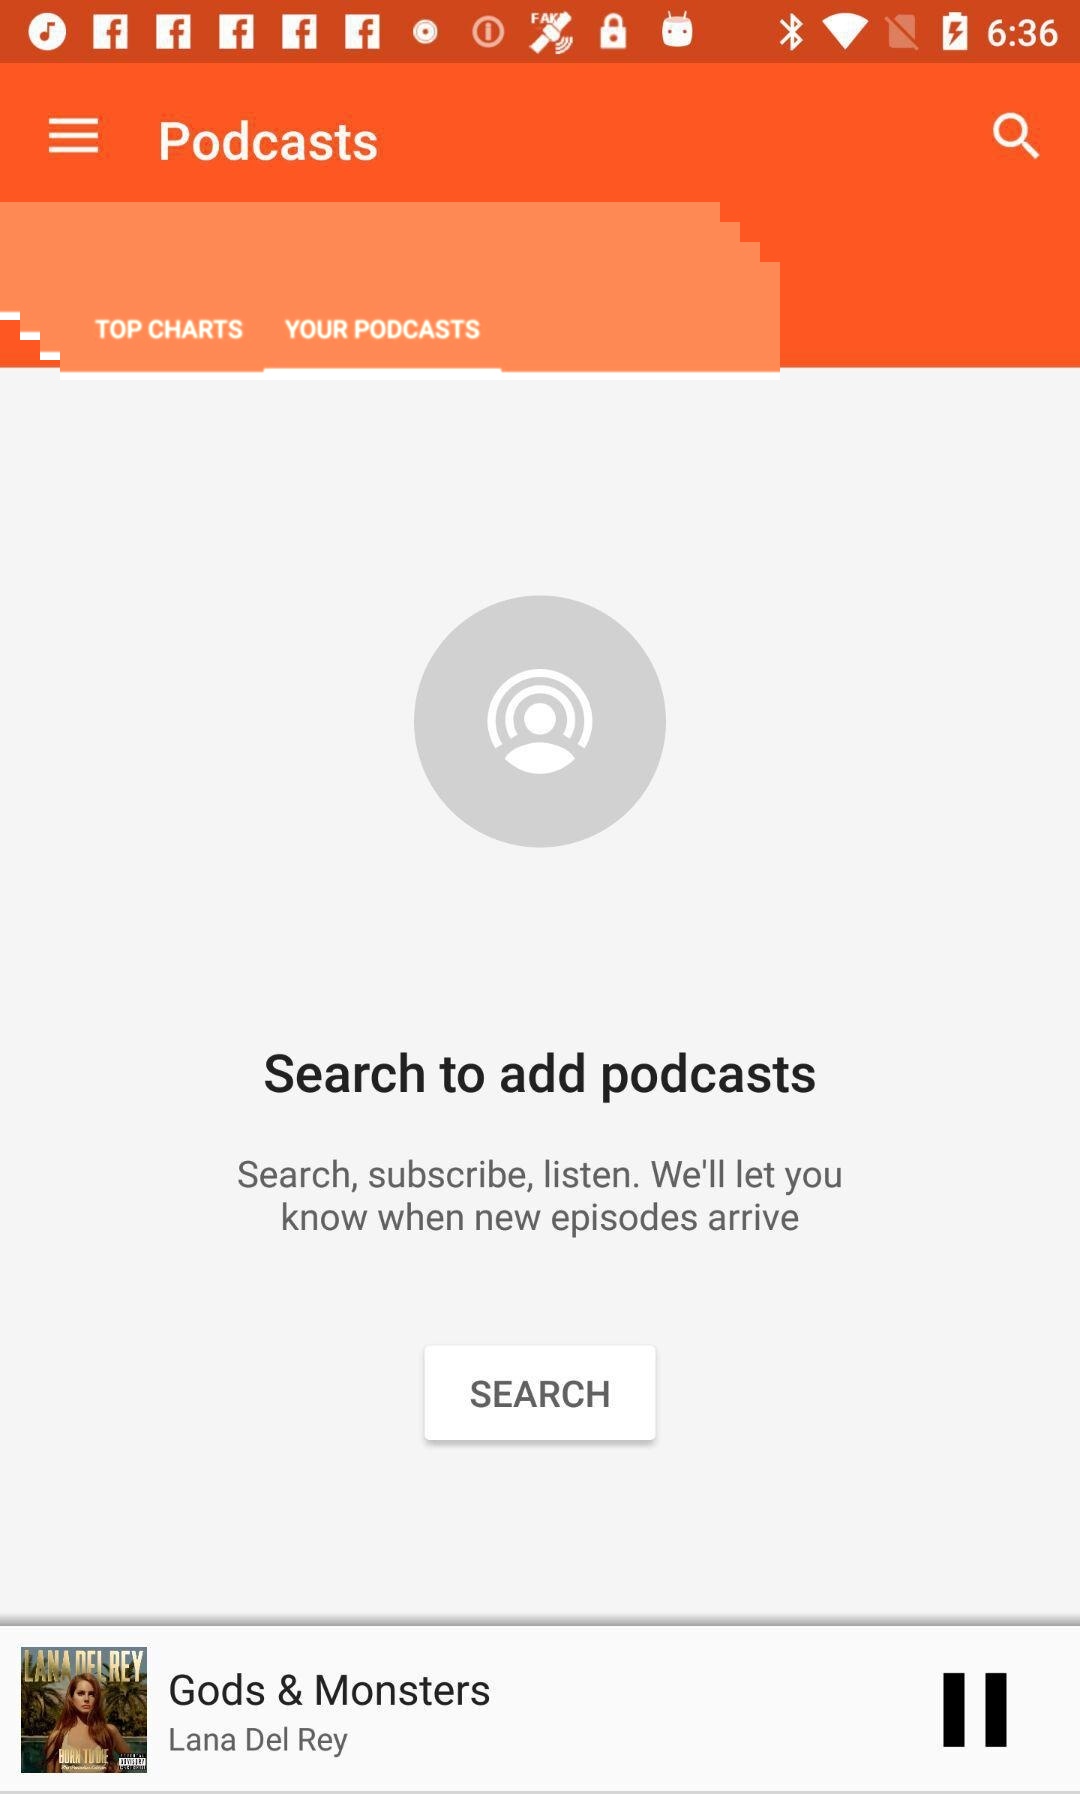 FAKE
6:36
Podcasts
TOP CHARTS
YOUR PODCASTS
Search to add podcasts
Search, subscribe, listen. We'll let you
know when new episodes arrive
SEARCH
LANA DEL REY
BORN TO DIE
Gods & Monsters
Lana Del Rey